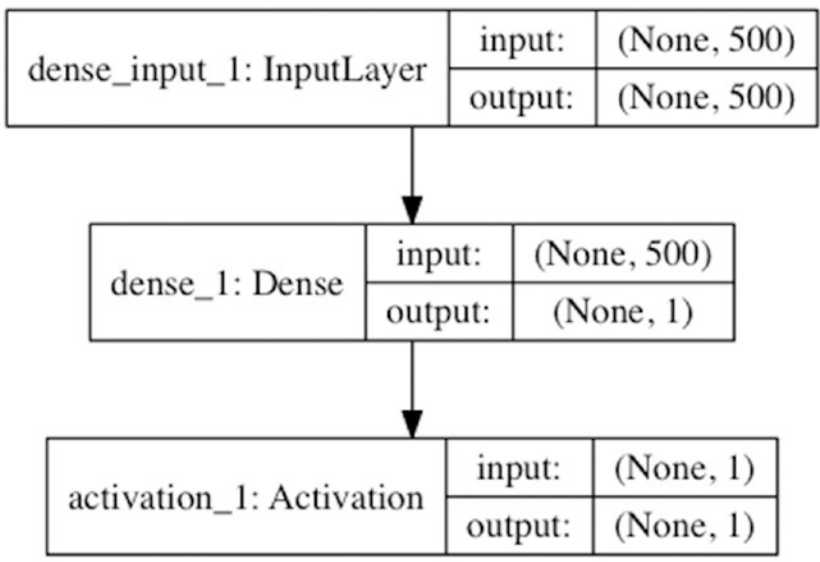 dense_input_1: InputLayer
input:
(None, 500)
output:
(None, 500)
dense_1: Dense
input:
(None, 500)
output:
(None, 1)
activation_1: Activation
input:
(None, 1)
output:
(None, 1)